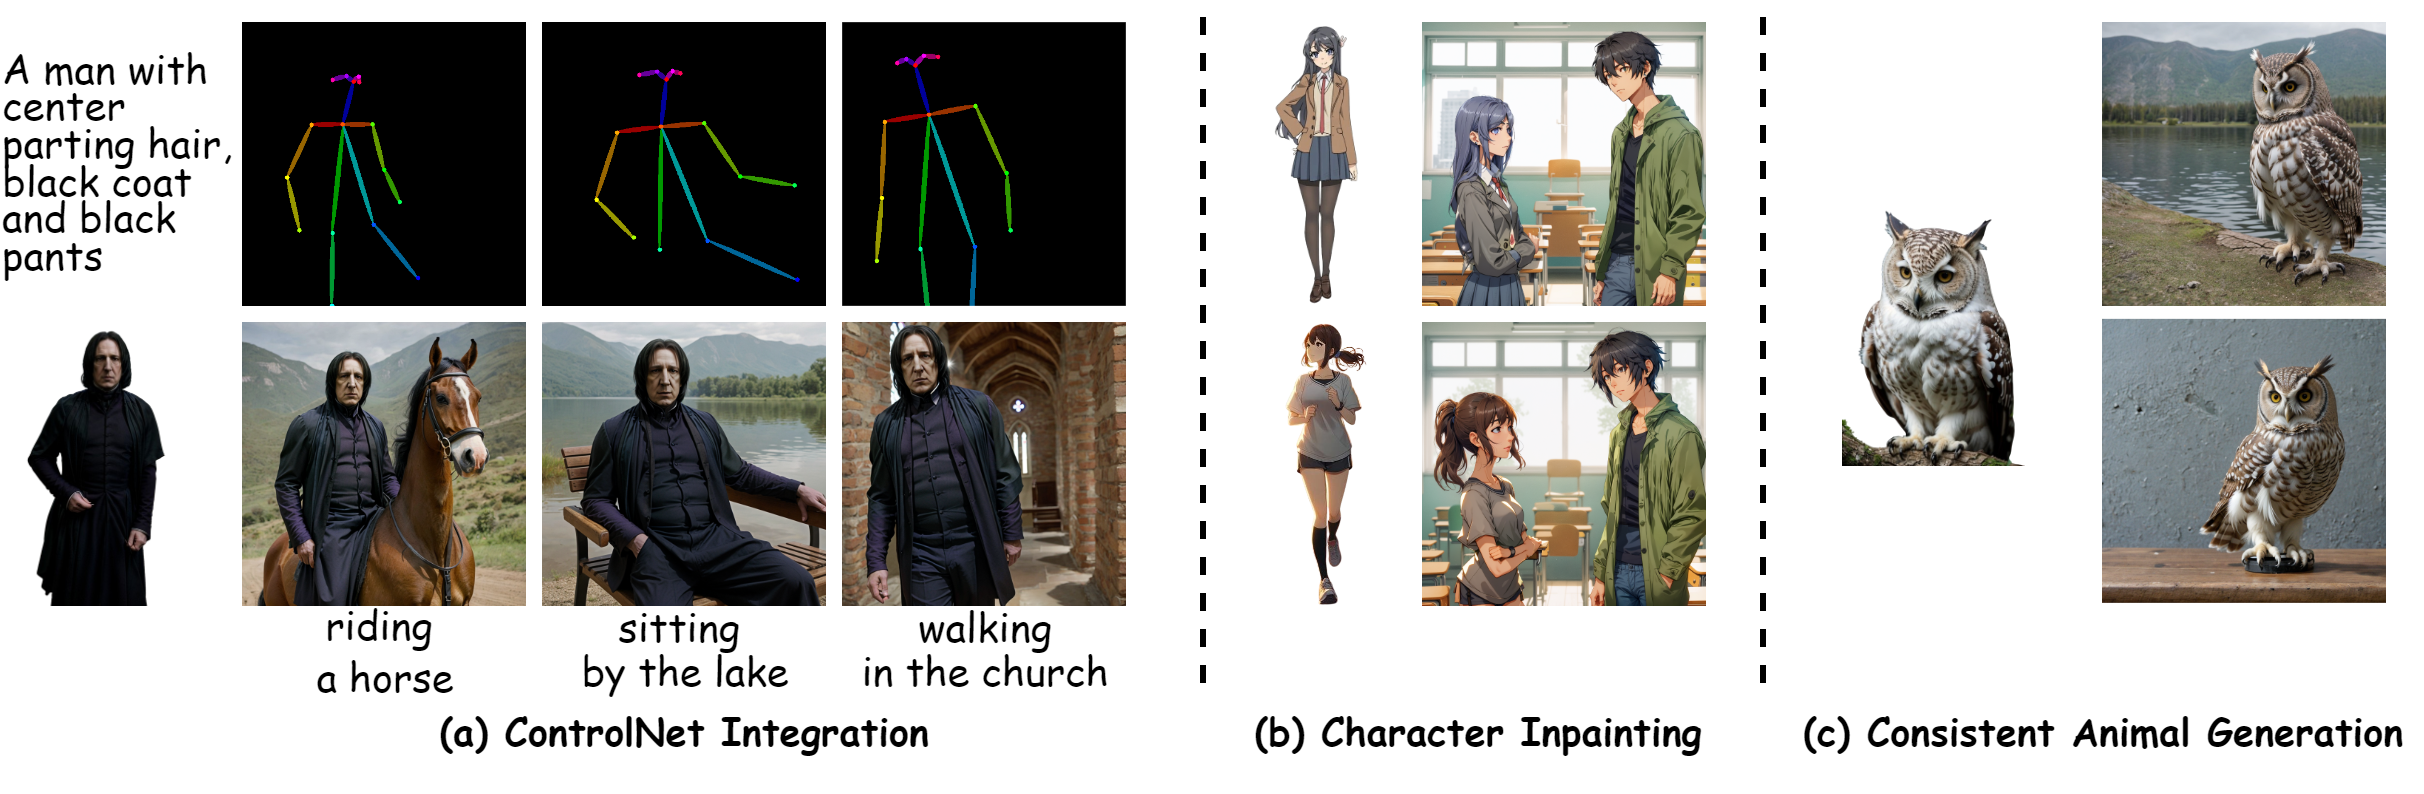 A man with
center
parting hair,
black coat
and black
pants
riding
a horse
sitting
by the lake
walking
in the church
(a) ControlNet Integration
(b) Character Inpainting
(c) Consistent Animal Generation